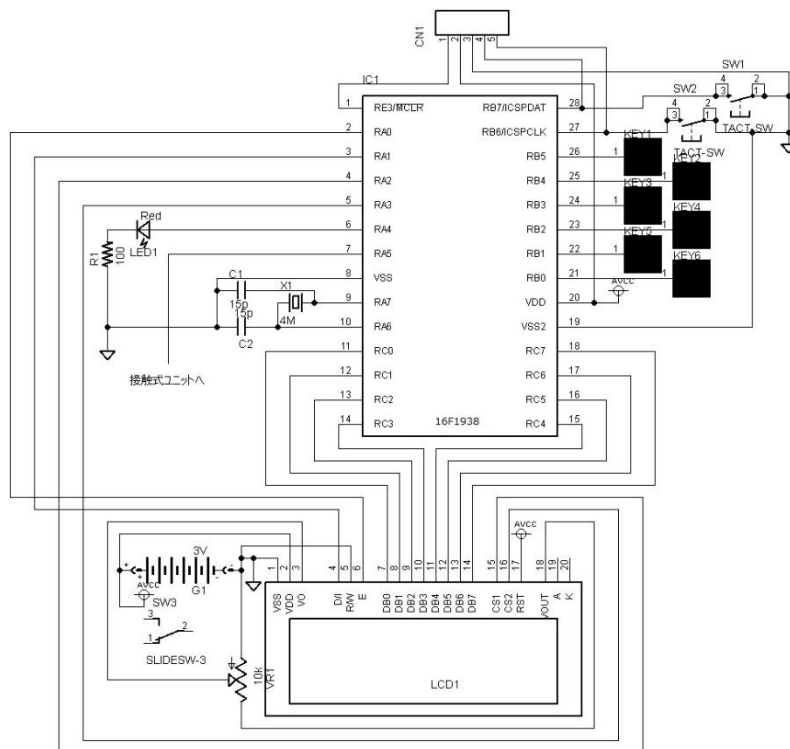 CN1
1 2 3 4 5
IC1
SW1
SW2
4 3 2 1
TACT-SW
4 3 2 1
TACT-SW
1 RE3/MCLR RB7/ICSPDAT 28
2 RA0 RB6/ICSPCLK 27
3 RA1 RB5 26 1 KEY1
4 RA2 RB4 25 1 KEY2
5 RA3 RB3 24 1 KEY3
6 RA4 RB2 23 1 KEY4
7 RA5 RB1 22 1 KEY5
8 VSS RB0 21 1 KEY6
9 RA7 VDD 20 AVCC
10 RA6 VSS2 19
11 RC0 RC7 18
12 RC1 RC6 17
13 RC2 RC5 16
14 RC3 RC4 15
16F1938
Red
LED1
R1
100
C1
15p
15p
C2
X1
4M
接触式ユニットへ
3V
G1
AVCC
SW3
3
1
2
SLIDESW-3
10k
VR1
AVCC
1 2 3 4 5 6 7 8 9 10 11 12 13 14 15 16 17 18 19 20
VSS VDD VO D/I R/W E DB0 DB1 DB2 DB3 DB4 DB5 DB6 DB7 CS1 CS2 RST VOUT A K
LCD1